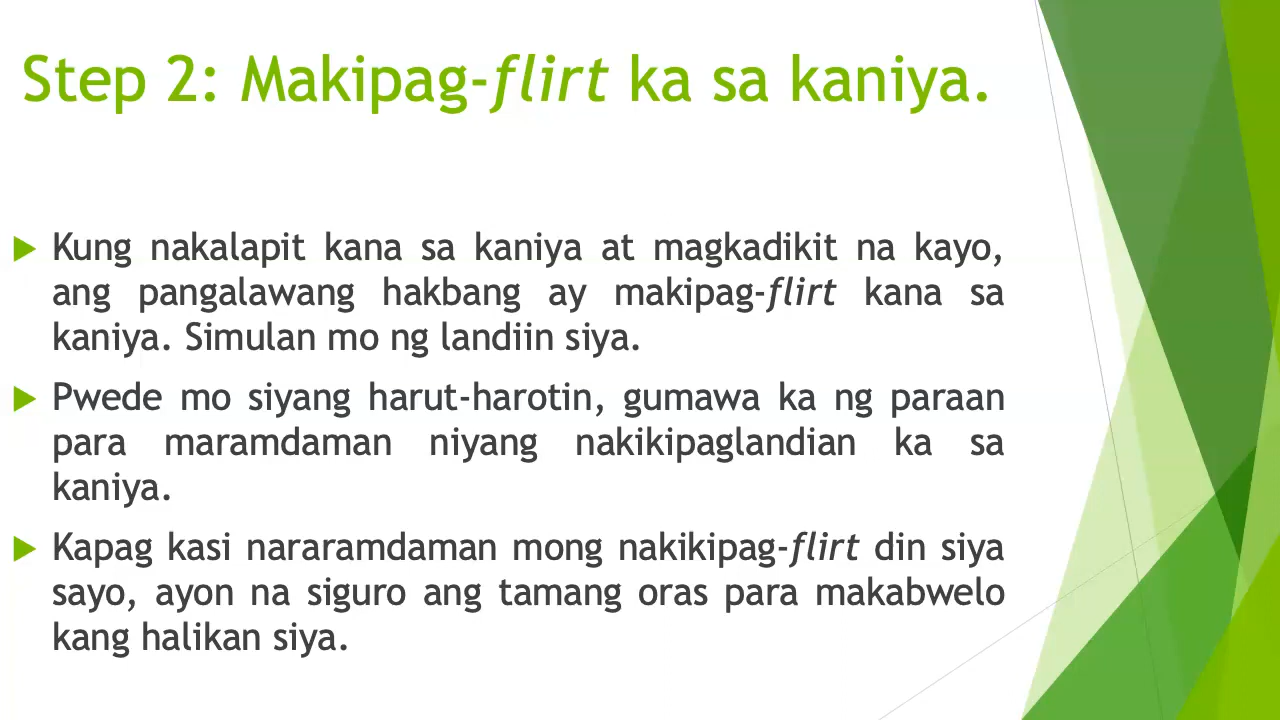 Step 2: Makipag-flirt ka sa kaniya.
Kung nakalapit kana sa kaniya at magkadikit na kayo,
ang pangalawang hakbang ay makipag-flirt kana sa
kaniya. Simulan mo ng landiin siya.
Pwede mo siyang harut-harotin, gumawa ka ng paraan
para maramdaman niyang nakikipaglandian ka sa
kaniya.
Kapag kasi nararamdaman mong nakikipag-flirt din siya
sayo, ayon na siguro ang tamang oras para makabwelo
kang halikan siya.